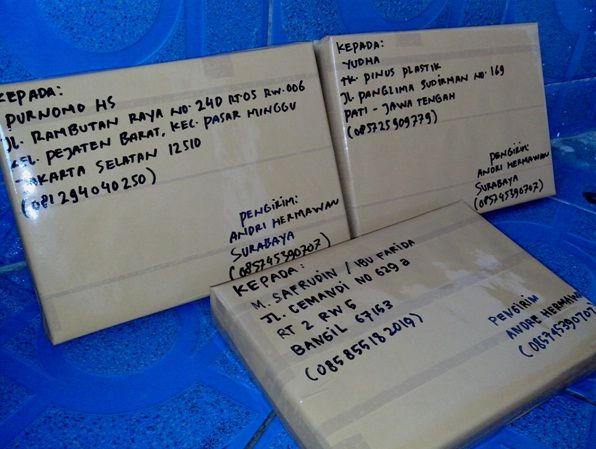 KEPADA:
PURNOMO HS
JL. RAMBUTAN RAYA NO. 24D RT05 RW.006
KEL. PEJATEN BARAT, KEC. PASAR MINGGU
JAKARTA SELATAN 12510
(081294040250)
PENGIRIM:
ANDRI HERMAWAN
SURABAYA
(085745390707)
KEPADA:
YUDHA
TK. PINUS PLASTIK
JL PANGLIMA SUDIRMAN NO. 169
PATI - JAWA TENGAH
(085725909779)
PENGIRIM:
ANDRI HERMAWAN
SURABAYA
(085745390707)
KEPADA:
M. SAFRUDIN / IBU FARIDA
JL. CEMANDI NO 629 a
RT 2 RW 5
BANGIL 67153
(085855182019)
PENGIRIM
ANDRI HERMAWAN
(085745390707